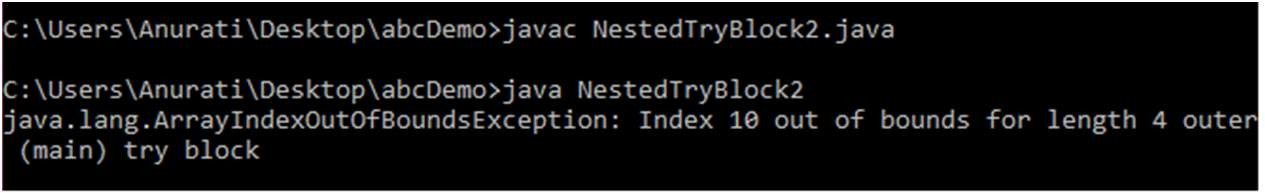 C:\Users\Anurati\Desktop\abcDemo>javac NestedTryBlock2.java
C:\Users\Anurati\Desktop\abcDemo>java NestedTryBlock2
java.lang.ArrayIndexOutOfBoundsException: Index 10 out of bounds for length 4 outer
 (main) try block